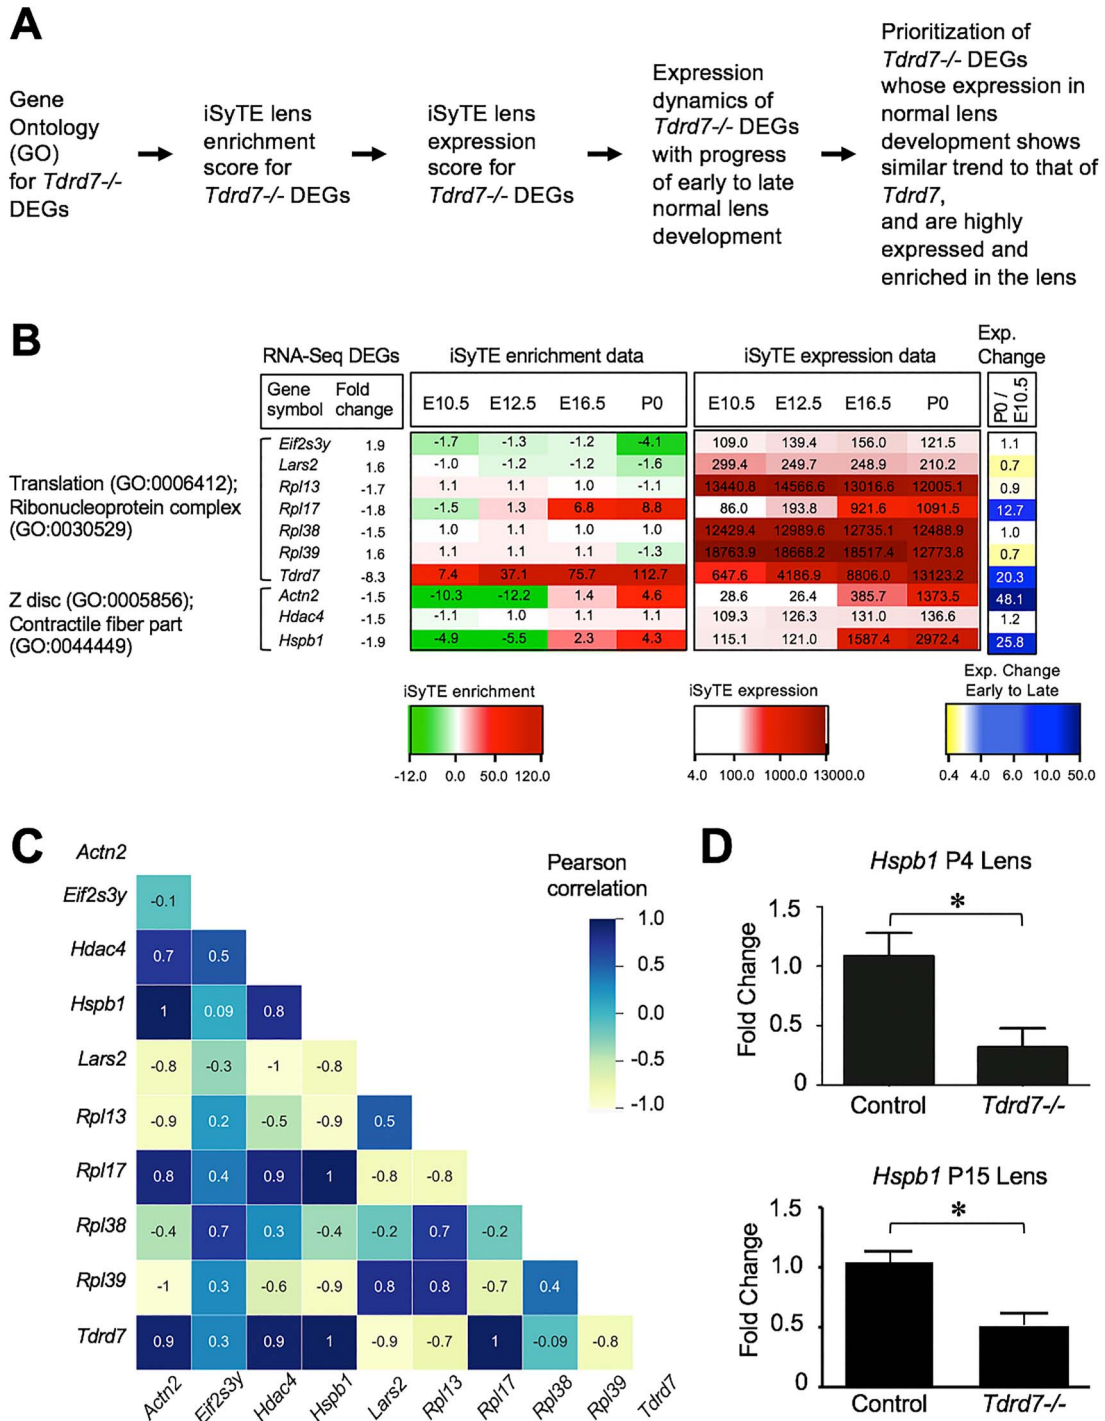 A
Gene
Ontology
(GO)
for Tdrd7-/-
DEGs
iSyTE lens
enrichment
score for
Tdrd7-/- DEGs
iSyTE lens
expression
score for
Tdrd7-/- DEGs
Expression
dynamics of
Tdrd7-/- DEGs
with progress
of early to late
normal lens
development
Prioritization of
Tdrd7-/- DEGs
whose expression in
normal lens
development shows
similar trend to that of
Tdrd7,
and are highly
expressed and
enriched in the lens
B
RNA-Seq DEGs iSyTE enrichment data iSyTE expression data Exp. Change
Gene symbol Fold change E10.5 E12.5 E16.5 P0 E10.5 E12.5 E16.5 P0 P0 / E10.5
Translation (GO:0006412);
Ribonucleoprotein complex
(GO:0030529)
Eif2s3y 1.9 -1.7 -1.3 -1.2 -4.1 109.0 139.4 156.0 121.5 1.1
Lars2 1.6 -1.0 -1.2 -1.2 -1.6 299.4 249.7 248.9 210.2 0.7
Rpl13 -1.7 1.1 1.1 1.0 -1.1 13440.8 14566.6 13016.6 12005.1 0.9
Rpl17 -1.8 -1.5 1.3 6.8 8.8 86.0 193.8 921.6 1091.5 12.7
Rpl38 -1.5 1.0 1.1 1.0 1.0 12429.4 12989.6 12735.1 12488.9 1.0
Rpl39 1.6 1.1 1.1 1.1 -1.3 18763.9 18668.2 18517.4 12773.8 0.7
Tdrd7 -8.3 7.4 37.1 75.7 112.7 647.6 4186.9 8806.0 13123.2 20.3
Z disc (GO:0005856);
Contractile fiber part
(GO:0044449)
Actn2 -1.5 -10.3 -12.2 1.4 4.6 28.6 26.4 385.7 1373.5 48.1
Hdac4 -1.5 -1.1 1.0 1.1 1.1 109.3 126.3 131.0 136.6 1.2
Hspb1 -1.9 -4.9 -5.5 2.3 4.3 115.1 121.0 1587.4 2972.4 25.8
iSyTE enrichment
-12.0 0.0 50.0 120.0
iSyTE expression
4.0 100.0 1000.0 13000.0
Exp. Change
Early to Late
0.4 4.0 6.0 10.0 50.0
C
Actn2
Eif2s3y -0.1
Hdac4 0.7 0.5
Hspb1 1 0.09 0.8
Lars2 -0.8 -0.3 -1 -0.8
Rpl13 -0.9 0.2 -0.5 -0.9 0.5
Rpl17 0.8 0.4 0.9 1 -0.8 -0.8
Rpl38 -0.4 0.7 0.3 -0.4 -0.2 0.7 -0.2
Rpl39 -1 0.3 -0.6 -0.9 0.8 0.8 -0.7 0.4
Tdrd7 0.9 0.3 0.9 1 -0.9 -0.7 1 -0.09 -0.8
Actn2 Eif2s3y Hdac4 Hspb1 Lars2 Rpl13 Rpl17 Rpl38 Rpl39 Tdrd7
Pearson
correlation
1.0
0.5
0.0
-0.5
-1.0
D
Hspb1 P4 Lens
*
Fold Change
1.5
1.0
0.5
0
Control Tdrd7-/-
Hspb1 P15 Lens
*
Fold Change
1.5
1.0
0.5
0
Control Tdrd7-/-